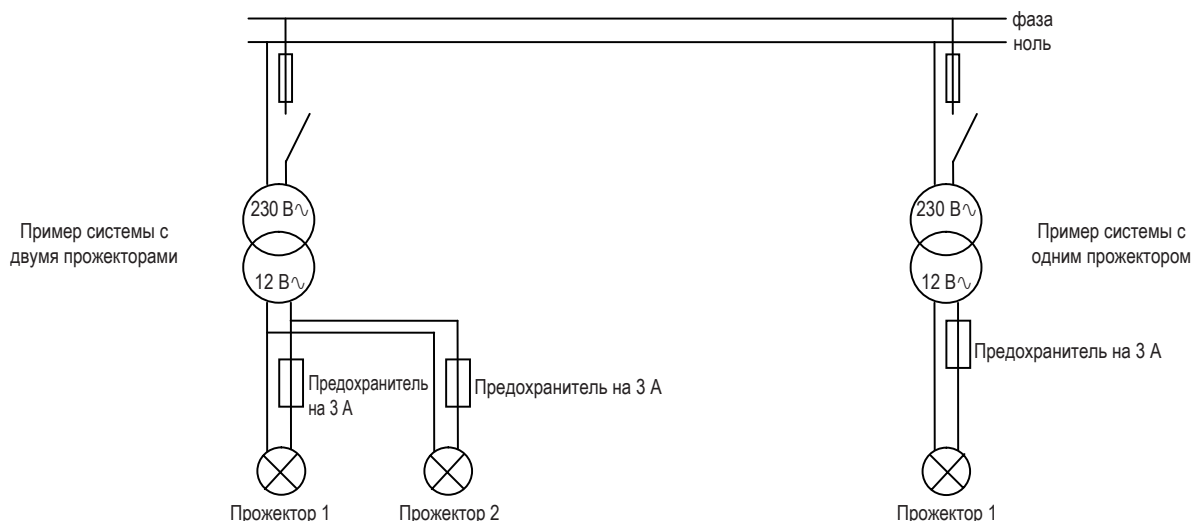 фаза
ноль
230 В∿
230 В∿
Пример системы с
двумя прожекторами
Пример системы с
одним прожектором
12 В∿
12 В∿
Предохранитель на 3 А
Предохранитель
на 3 А
Предохранитель на 3 А
Прожектор 1
Прожектор 2
Прожектор 1